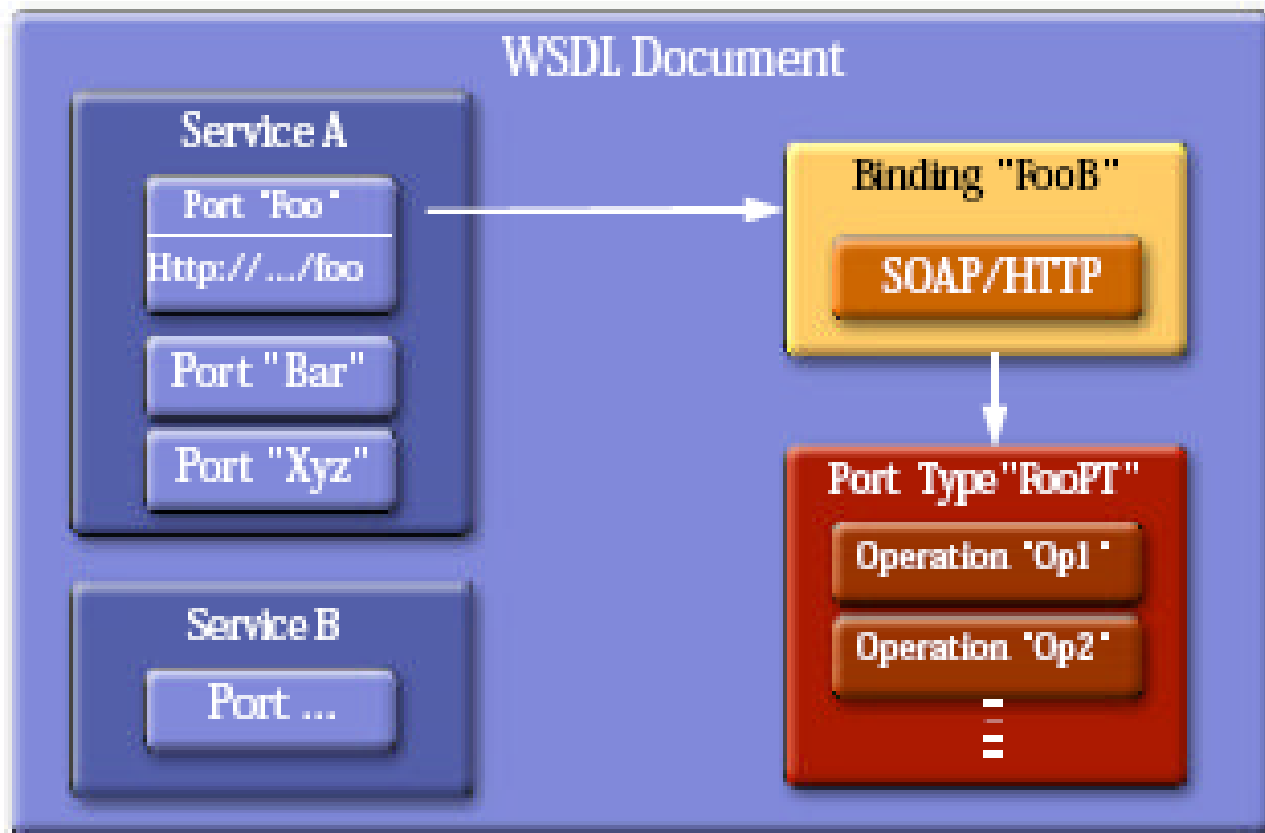 WSDL Document
Service A
Port "Foo"
Http://.../foo
Port "Bar"
Port "Xyz"
Service B
Port ...
Binding "FooB"
SOAP/HTTP
Port Type "FooPT"
Operation "Op1"
Operation "Op2"